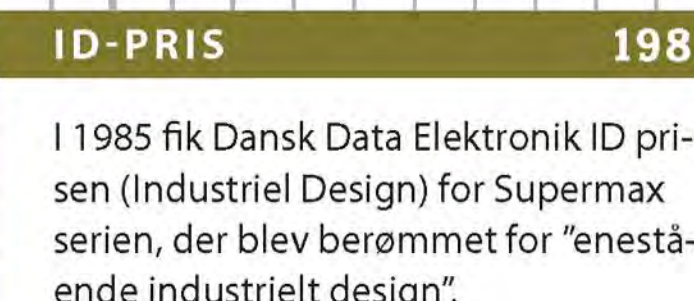 ID-PRIS 198
I 1985 fik Dansk Data Elektronik ID pri-
sen (Industriel Design) for Supermax
serien, der blev berømmet for ”enestå-
ende industrielt design”.